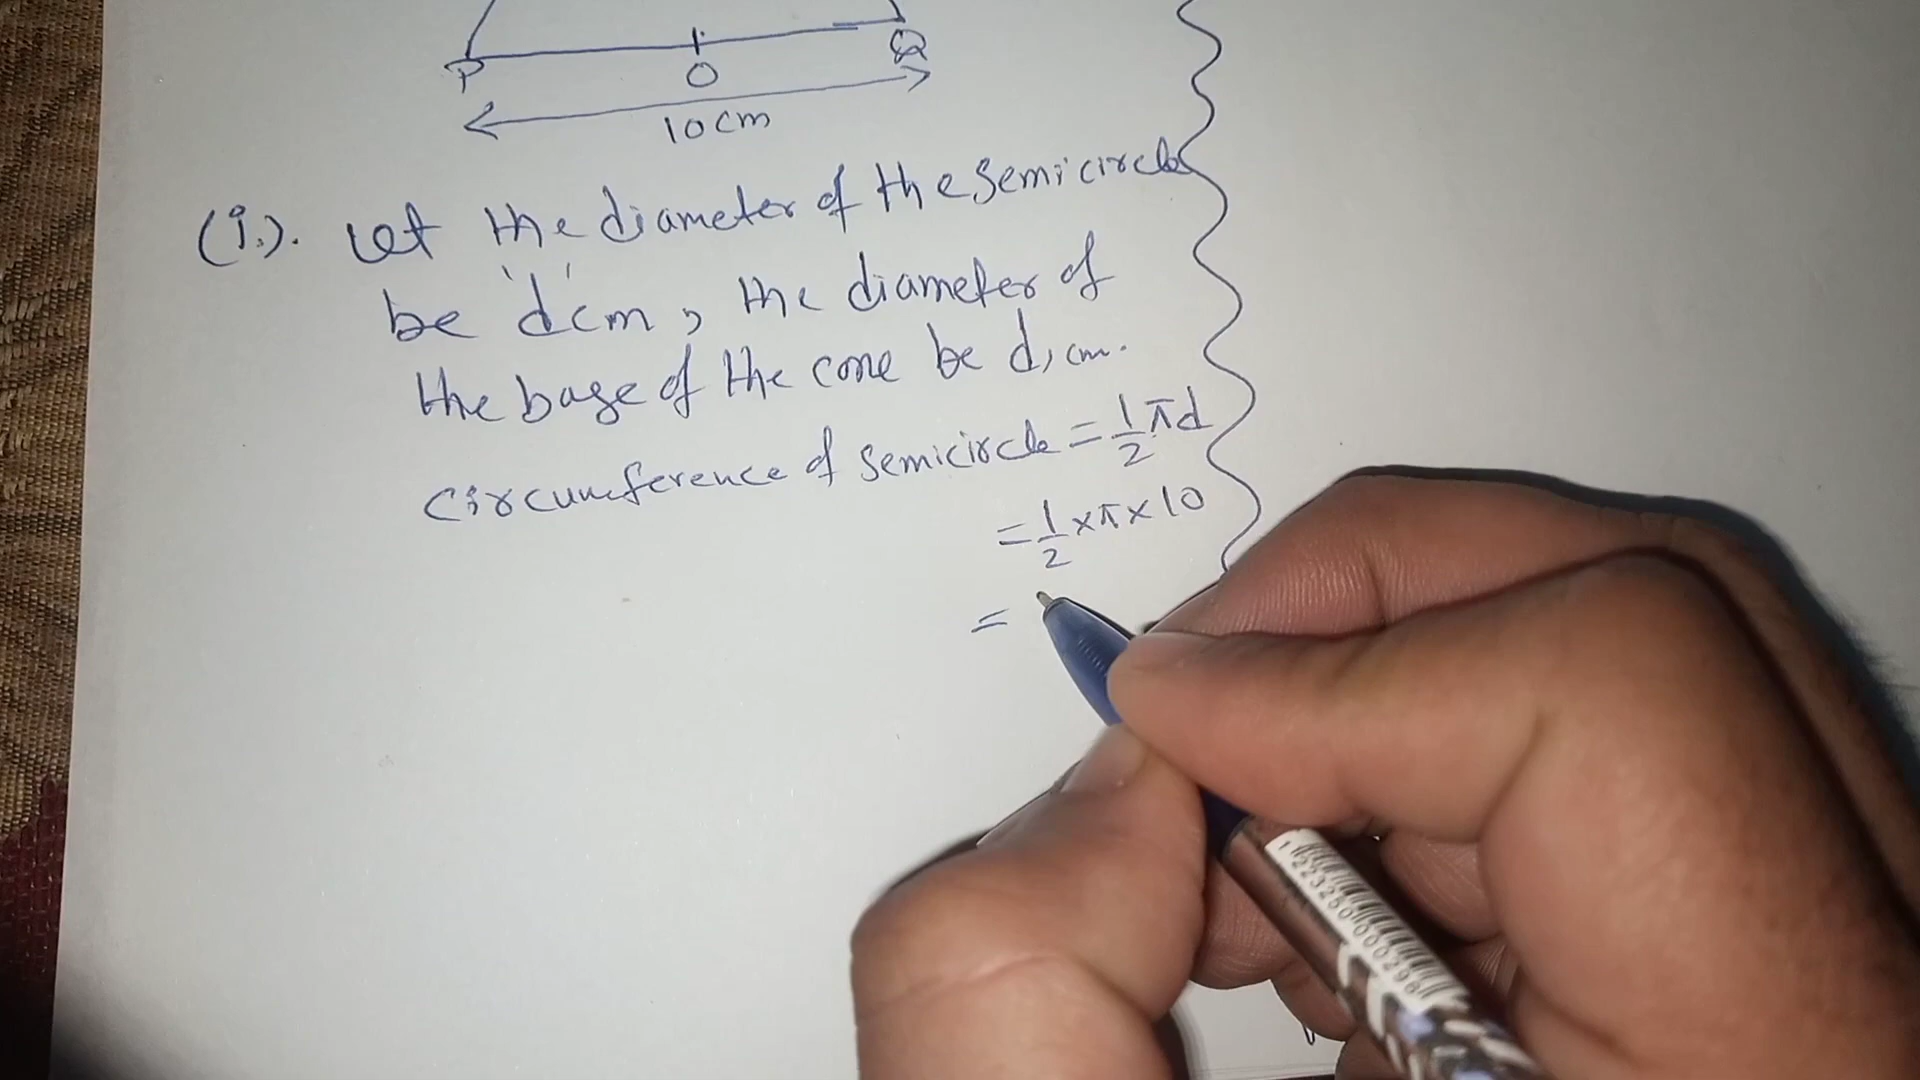 P O Q
10cm
(i.). Let the diameter of the semicircle
be 'd'cm, the diameter of
the base of the cone be d, cm.
Circumference of semicircle = 1/2 πd
= 1/2 × π × 10
=
1223250000298